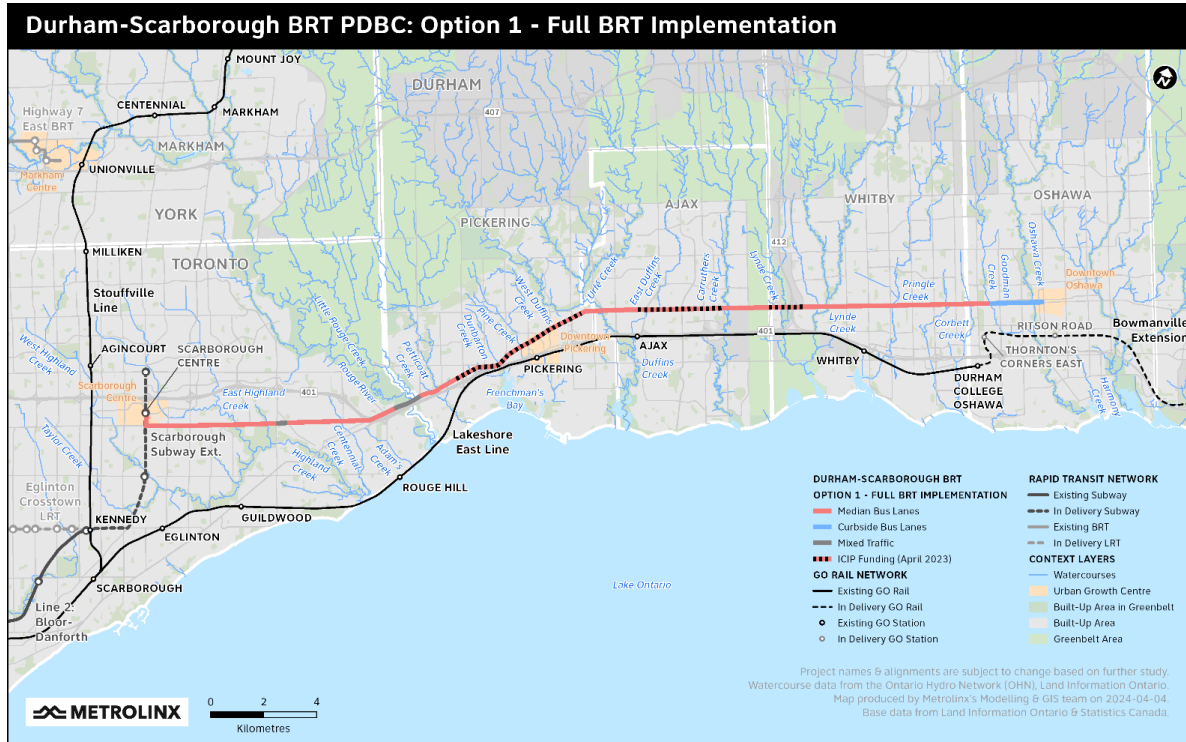 Durham-Scarborough BRT PDBC: Option 1 - Full BRT Implementation
MOUNT JOY
DURHAM
CENTENNIAL
MARKHAM
407
Highway 7
East BRT
MARKHAM
Markham
Centre
UNIONVILLE
YORK
PICKERING
AJAX
WHITBY
OSHAWA
MILLIKEN
TORONTO
412
Stouffville
Line
Little Rouge Creek
Rouge River
Petticoat
Creek
Dunbarton
Creek
Pine Creek
West Duffins
Creek
Urfé Creek
East Duffins
Creek
Carruthers
Creek
Lynde Creek
Pringle
Creek
Goodman
Creek
Oshawa Creek
Downtown
Oshawa
West Highland
Creek
AGINCOURT
SCARBOROUGH
CENTRE
Downtown
Pickering
PICKERING
AJAX
401
Lynde
Creek
Corbett
Creek
RITSON ROAD
Bowmanville
Extension
WHITBY
THORNTON'S
CORNERS EAST
DURHAM
COLLEGE
OSHAWA
Harmony
Creek
Duffins
Creek
Frenchman's
Bay
Scarborough
Centre
East Highland
Creek
401
Scarborough
Subway Ext.
Taylor Creek
Highland
Creek
Centennial
Creek
Adam's
Creek
Lakeshore
East Line
ROUGE HILL
Eglinton
Crosstown
LRT
KENNEDY
GUILDWOOD
EGLINTON
SCARBOROUGH
Line 2:
Bloor-
Danforth
Lake Ontario
DURHAM-SCARBOROUGH BRT
OPTION 1 - FULL BRT IMPLEMENTATION
Median Bus Lanes
Curbside Bus Lanes
Mixed Traffic
ICIP Funding (April 2023)
GO RAIL NETWORK
Existing GO Rail
In Delivery GO Rail
Existing GO Station
In Delivery GO Station
RAPID TRANSIT NETWORK
Existing Subway
In Delivery Subway
Existing BRT
In Delivery LRT
CONTEXT LAYERS
Watercourses
Urban Growth Centre
Built-Up Area in Greenbelt
Built-Up Area
Greenbelt Area
Project names & alignments are subject to change based on further study.
Watercourse data from the Ontario Hydro Network (OHN), Land Information Ontario.
Map produced by Metrolinx's Modelling & GIS team on 2024-04-04.
Base data from Land Information Ontario & Statistics Canada.
METROLINX
0 2 4
Kilometres